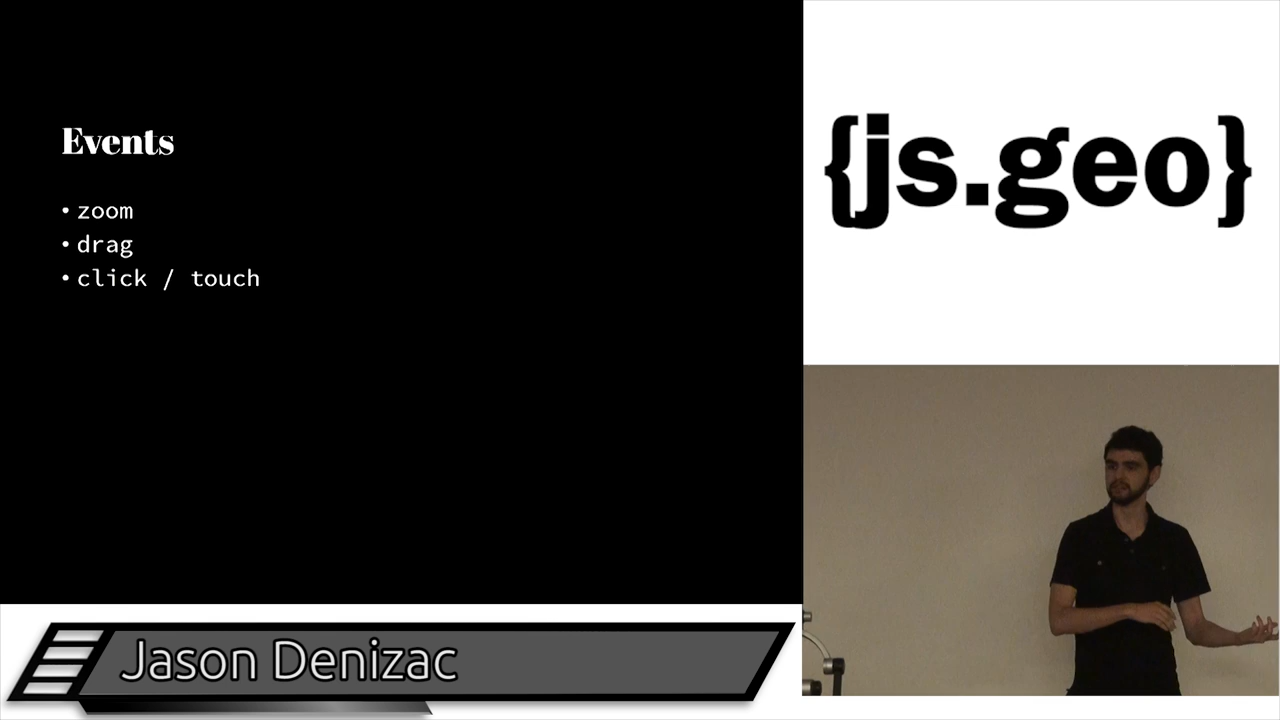 Events
• zoom
• drag
• click / touch
{js.geo}
Jason Denizac